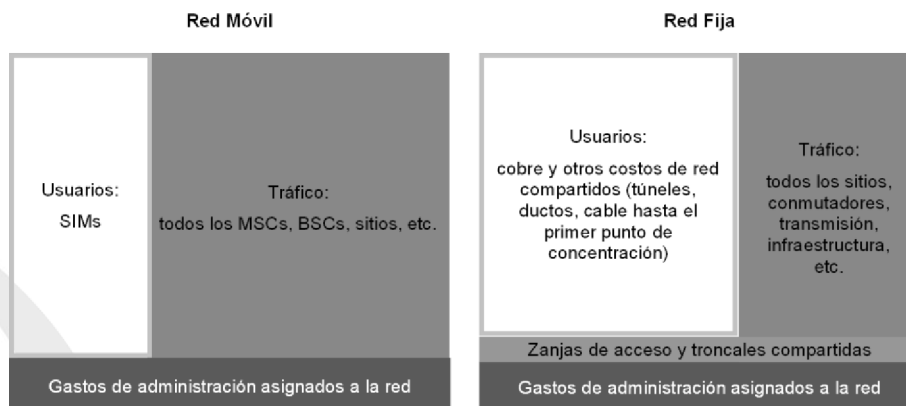 Red Móvil
Usuarios:
SIMs
Tráfico:
todos los MSCs, BSCs, sitios, etc.
Gastos de administración asignados a la red
Red Fija
Usuarios:
cobre y otros costos de red
compartidos (túneles,
ductos, cable hasta el
primer punto de
concentración)
Tráfico:
todos los sitios,
conmutadores,
transmisión,
infraestructura,
etc.
Zanjas de acceso y troncales compartidas
Gastos de administración asignados a la red